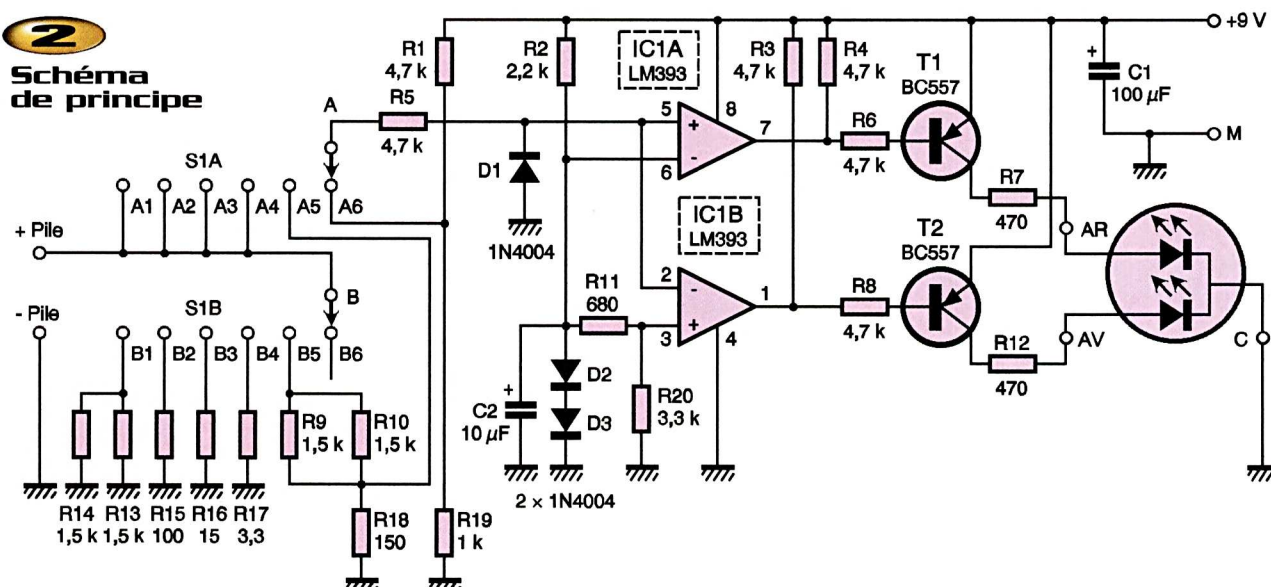 2
Schéma
de principe
R1
4,7 k
R2
2,2 k
IC1A
LM393
R3
4,7 k
R4
4,7 k
T1
BC557
+9 V
+
C1
100 µF
M
A
R5
4,7 k
5
+
8
7
6
-
R6
4,7 k
D1
1N4004
R7
470
AR
S1A
A1
A2
A3
A4
A5
A6
+ Pile
IC1B
LM393
T2
BC557
2
-
1
3
+
4
R8
4,7 k
R11
680
B
- Pile
S1B
B1
B2
B3
B4
B5
B6
R12
470
AV
C
D2
D3
+
C2
10 µF
2 × 1N4004
R20
3,3 k
R9
1,5 k
R10
1,5 k
R14
1,5 k
R13
1,5 k
R15
100
R16
15
R17
3,3
R18
150
R19
1 k